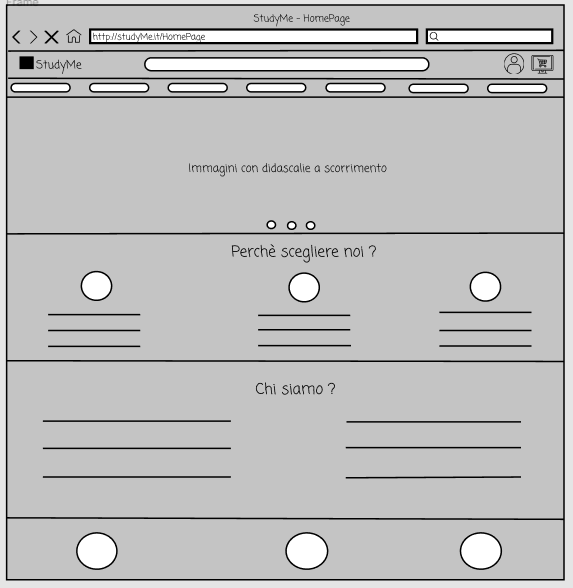 Frame
StudyMe - HomePage
http://studyMe.it/HomePage
StudyMe
Immagini con didascalie a scorrimento
Perchè scegliere noi ?
Chi siamo ?